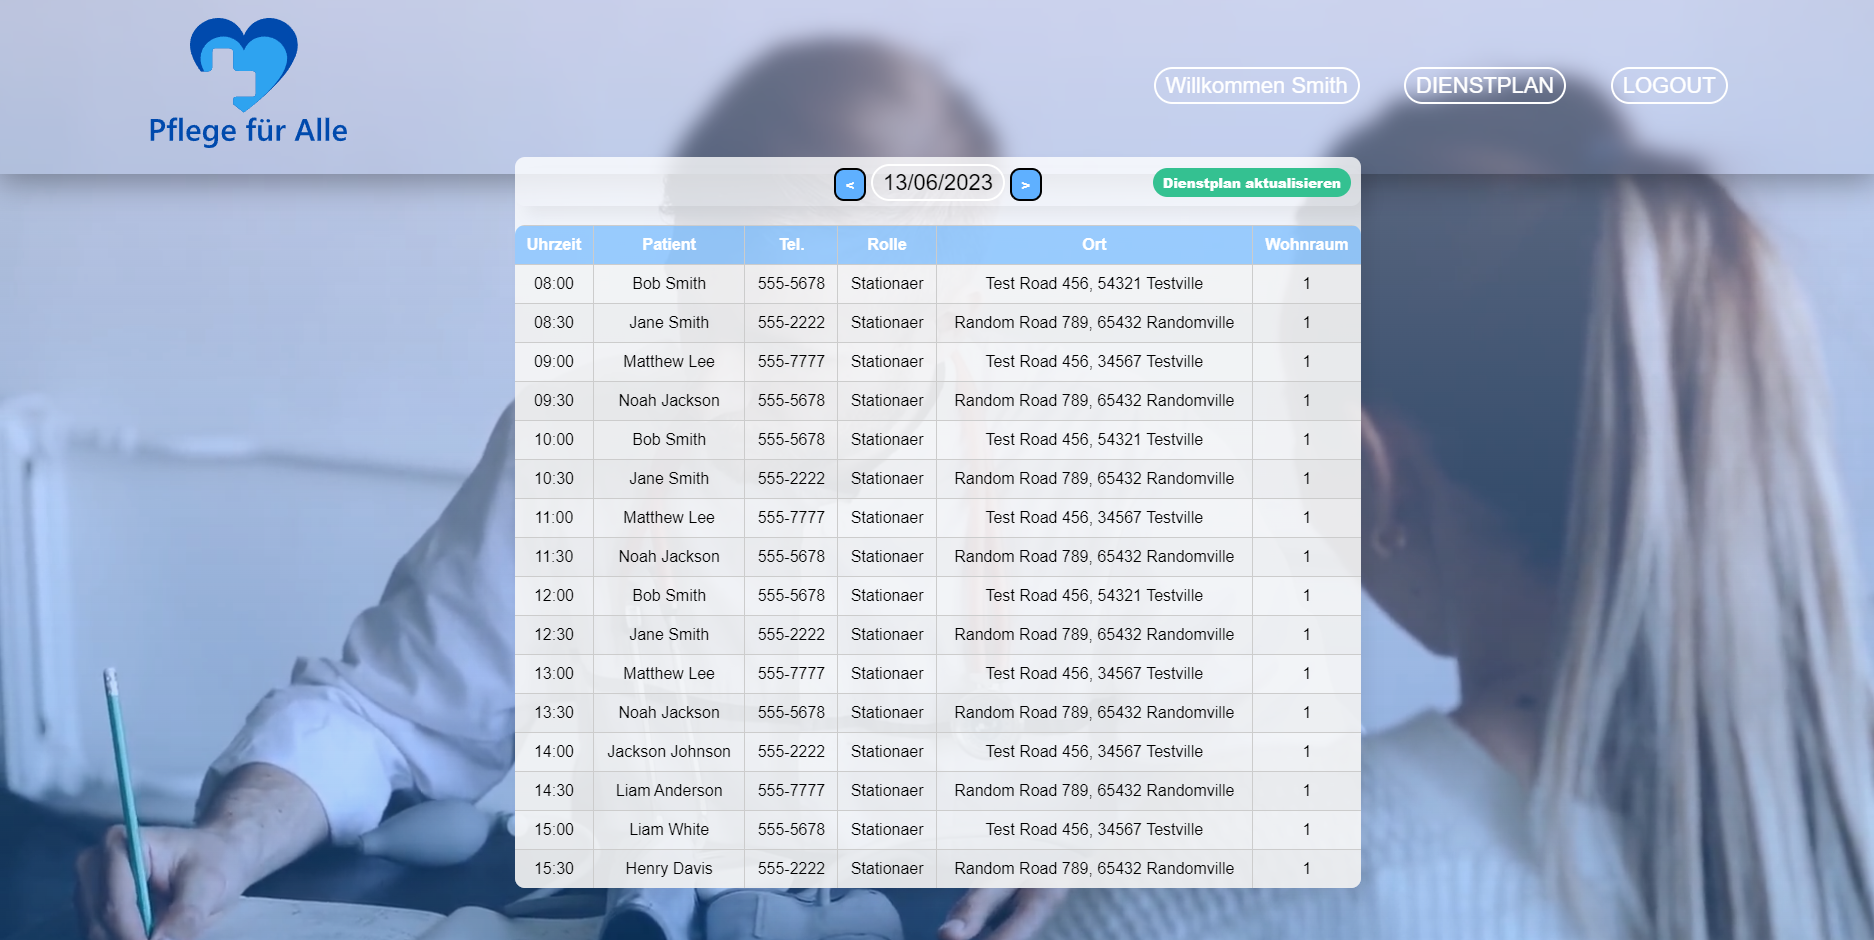 Pflege für Alle
Willkommen Smith DIENSTPLAN LOGOUT
< 13/06/2023 > Dienstplan aktualisieren
Uhrzeit Patient Tel. Rolle Ort Wohnraum
08:00 Bob Smith 555-5678 Stationaer Test Road 456, 54321 Testville 1
08:30 Jane Smith 555-2222 Stationaer Random Road 789, 65432 Randomville 1
09:00 Matthew Lee 555-7777 Stationaer Test Road 456, 34567 Testville 1
09:30 Noah Jackson 555-5678 Stationaer Random Road 789, 65432 Randomville 1
10:00 Bob Smith 555-5678 Stationaer Test Road 456, 54321 Testville 1
10:30 Jane Smith 555-2222 Stationaer Random Road 789, 65432 Randomville 1
11:00 Matthew Lee 555-7777 Stationaer Test Road 456, 34567 Testville 1
11:30 Noah Jackson 555-5678 Stationaer Random Road 789, 65432 Randomville 1
12:00 Bob Smith 555-5678 Stationaer Test Road 456, 54321 Testville 1
12:30 Jane Smith 555-2222 Stationaer Random Road 789, 65432 Randomville 1
13:00 Matthew Lee 555-7777 Stationaer Test Road 456, 34567 Testville 1
13:30 Noah Jackson 555-5678 Stationaer Random Road 789, 65432 Randomville 1
14:00 Jackson Johnson 555-2222 Stationaer Test Road 456, 34567 Testville 1
14:30 Liam Anderson 555-7777 Stationaer Random Road 789, 65432 Randomville 1
15:00 Liam White 555-5678 Stationaer Test Road 456, 34567 Testville 1
15:30 Henry Davis 555-2222 Stationaer Random Road 789, 65432 Randomville 1